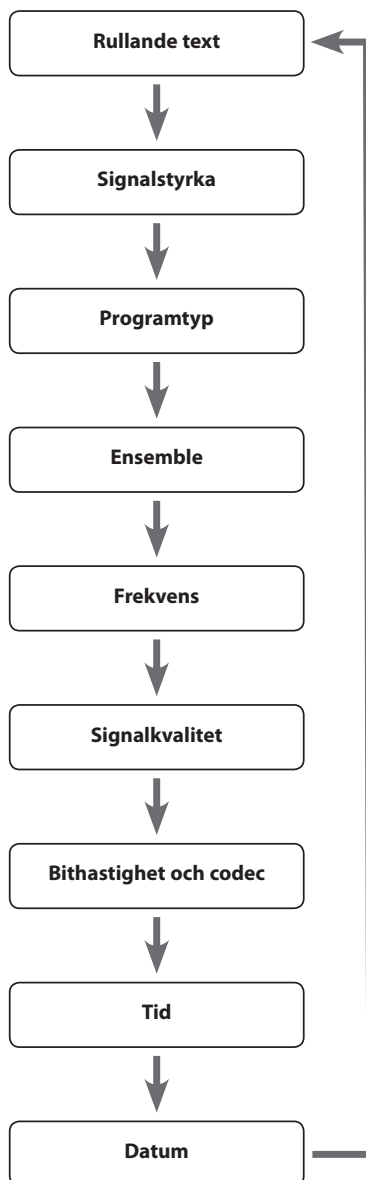 Rullande text
Signalstyrka
Programtyp
Ensemble
Frekvens
Signalkvalitet
Bithastighet och codec
Tid
Datum